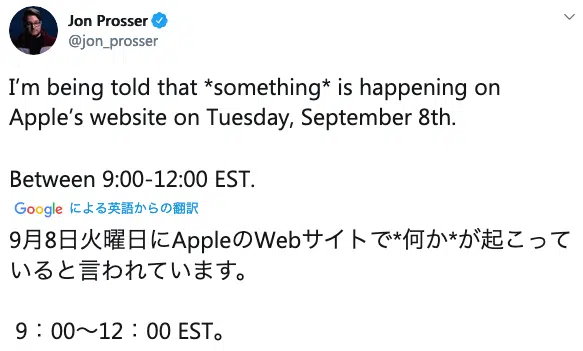 Jon Prosser
@jon_prosser
I'm being told that *something* is happening on
Apple's website on Tuesday, September 8th.
Between 9:00-12:00 EST.
Google による英語からの翻訳
9月8日火曜日にAppleのWebサイトで*何か*が起こって
いると言われています。
9：00〜12：00 EST。